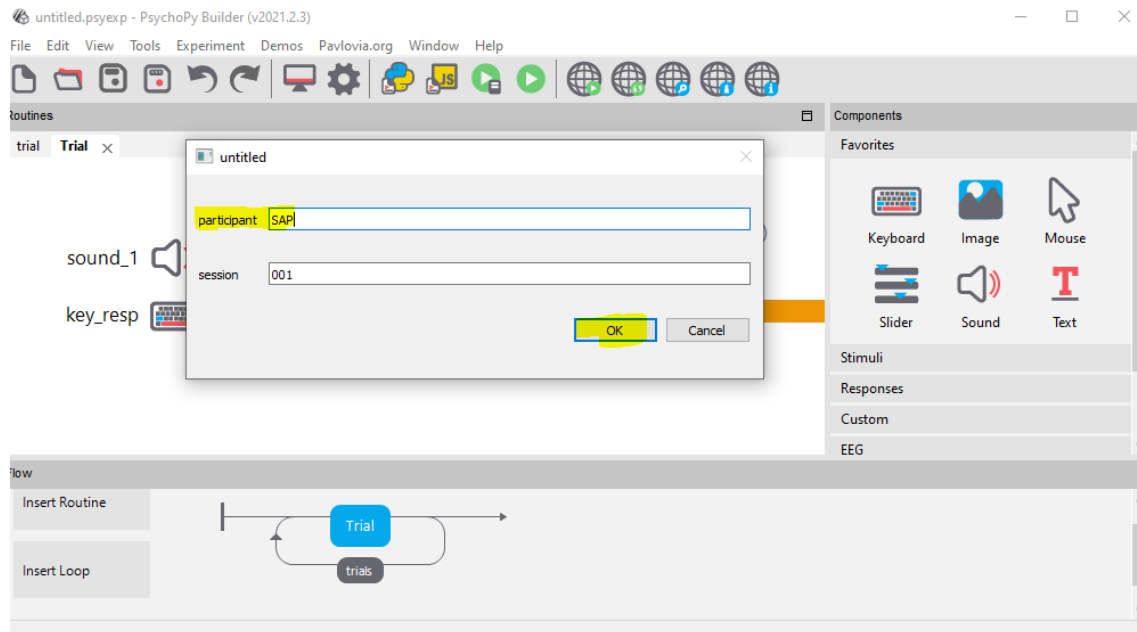 untitled.psyexp - PsychoPy Builder (v2021.2.3)
File Edit View Tools Experiment Demos Pavlovia.org Window Help
JS
Routines
Components
trial Trial
Favorites
untitled
participant SAP
session 001
OK Cancel
sound_1
key_resp
Keyboard Image Mouse
Slider Sound Text
Stimuli
Responses
Custom
EEG
Flow
Insert Routine
Trial
Insert Loop
trials